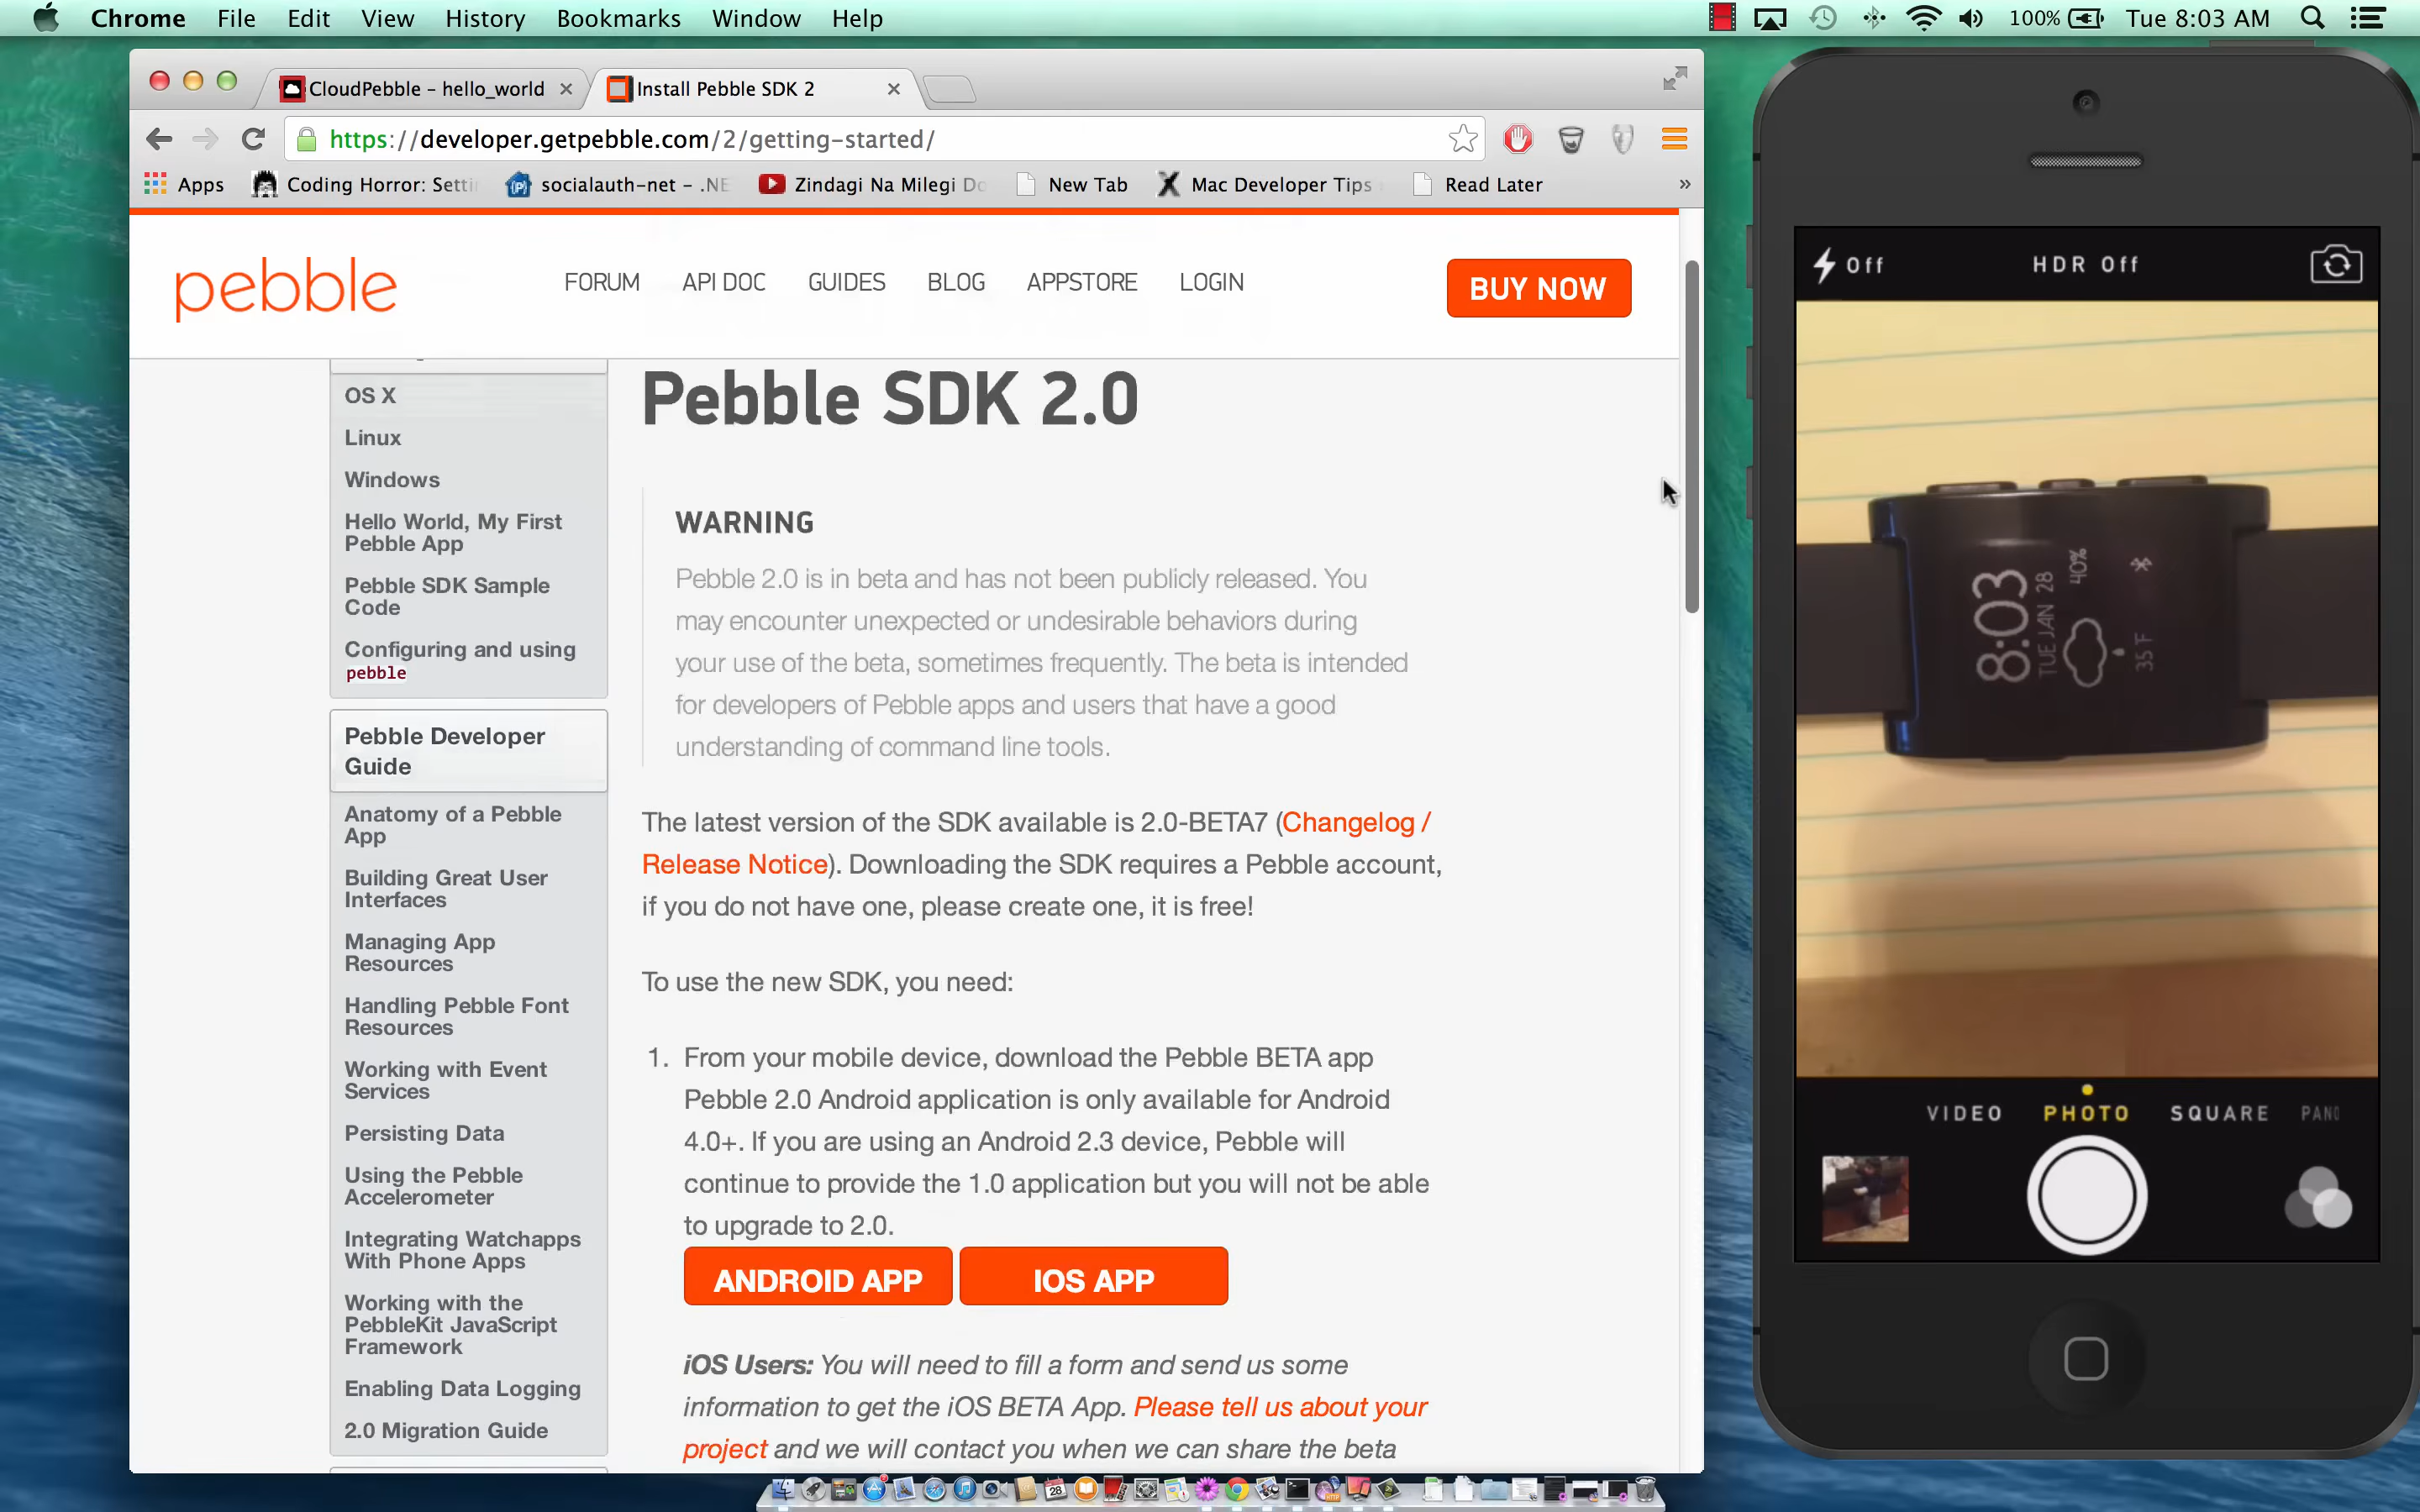 Chrome File Edit View History Bookmarks Window Help 100% Tue 8:03 AM
CloudPebble - hello_world Install Pebble SDK 2
https://developer.getpebble.com/2/getting-started/
Apps Coding Horror: Setti socialauth-net - .NE Zindagi Na Milegi Do New Tab Mac Developer Tips Read Later »
pebble FORUM API DOC GUIDES BLOG APPSTORE LOGIN BUY NOW
OS X
Linux
Windows
Hello World, My First
Pebble App
Pebble SDK Sample
Code
Configuring and using
pebble
Pebble Developer
Guide
Anatomy of a Pebble
App
Building Great User
Interfaces
Managing App
Resources
Handling Pebble Font
Resources
Working with Event
Services
Persisting Data
Using the Pebble
Accelerometer
Integrating Watchapps
With Phone Apps
Working with the
PebbleKit JavaScript
Framework
Enabling Data Logging
2.0 Migration Guide
Pebble SDK 2.0
WARNING
Pebble 2.0 is in beta and has not been publicly released. You
may encounter unexpected or undesirable behaviors during
your use of the beta, sometimes frequently. The beta is intended
for developers of Pebble apps and users that have a good
understanding of command line tools.
The latest version of the SDK available is 2.0-BETA7 (Changelog /
Release Notice). Downloading the SDK requires a Pebble account,
if you do not have one, please create one, it is free!
To use the new SDK, you need:
1. From your mobile device, download the Pebble BETA app
Pebble 2.0 Android application is only available for Android
4.0+. If you are using an Android 2.3 device, Pebble will
continue to provide the 1.0 application but you will not be able
to upgrade to 2.0.
ANDROID APP IOS APP
iOS Users: You will need to fill a form and send us some
information to get the iOS BETA App. Please tell us about your
project and we will contact you when we can share the beta
Off HDR Off
8:03
TUE JAN 28
40%
35 F
VIDEO PHOTO SQUARE PANO
28